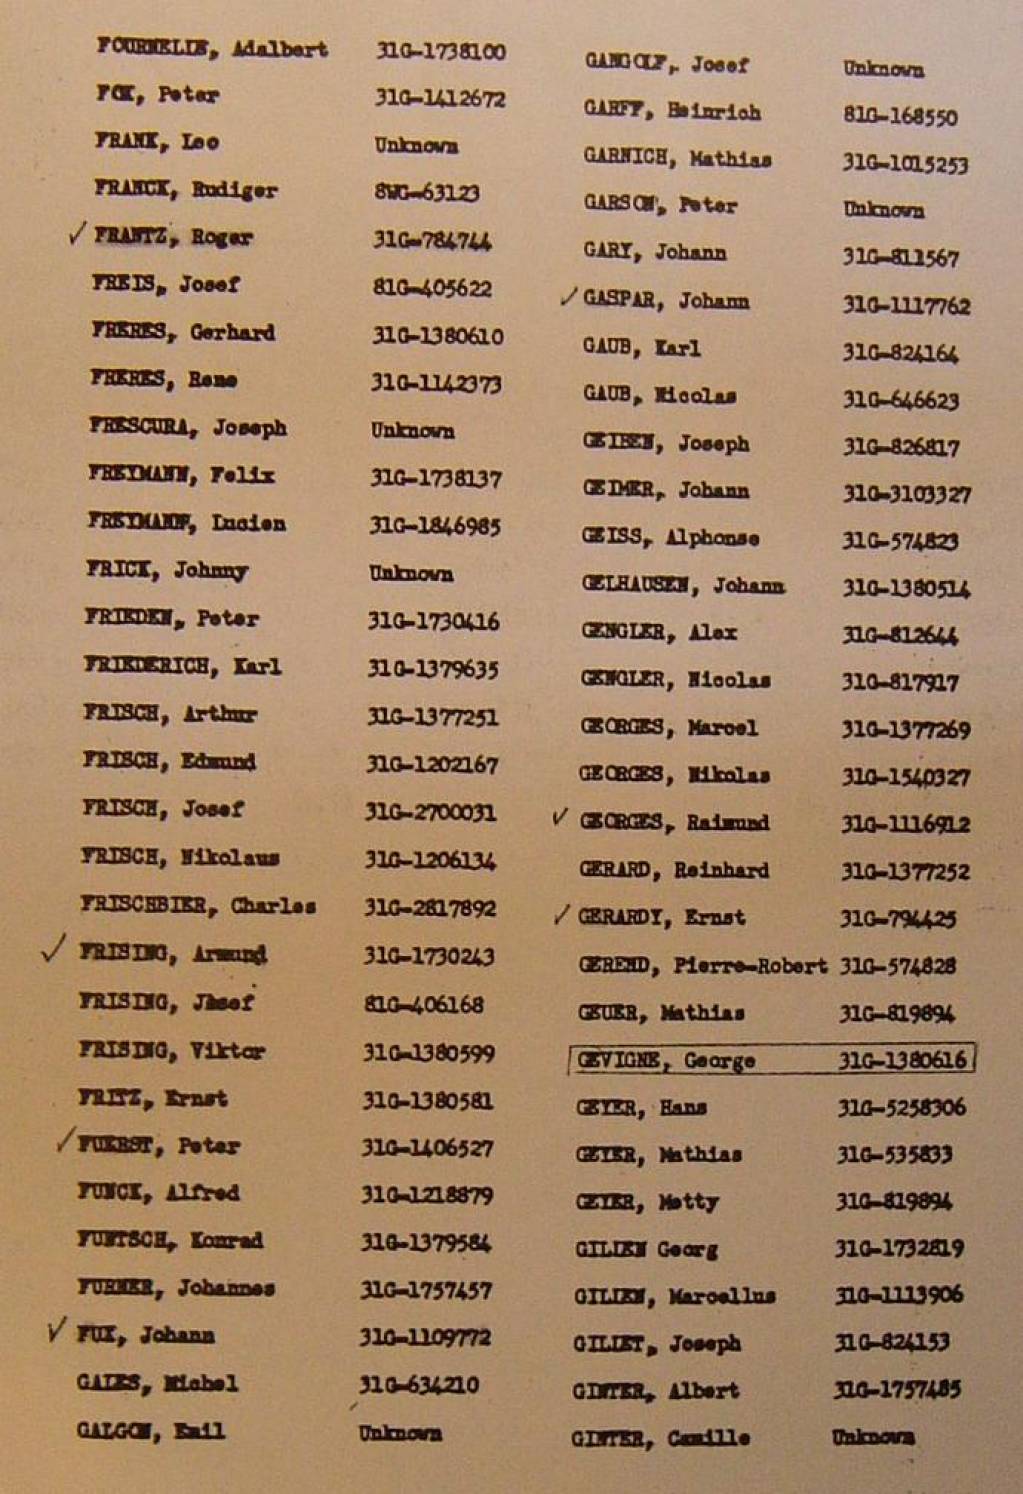 FOURNELLE, Adalbert 31G-1738100
FOX, Peter 31G-1412672
FRANK, Leo Unknown
FRANCK, Rudiger 8WG-63123
✓ FRANTZ, Roger 31G-784744
FREIS, Josef 81G-405622
FRERES, Gerhard 31G-1380610
FRERES, Rene 31G-1142373
FRESCURA, Joseph Unknown
FREYMANN, Felix 31G-1738137
FREYMANN, Lucien 31G-1846985
FRICK, Johnny Unknown
FRIEDEN, Peter 31G-1730416
FRIEDERICH, Karl 31G-1379635
FRISCH, Arthur 31G-1377251
FRISCH, Edmund 31G-1202167
FRISCH, Josef 31G-2700031
FRISCH, Nikolaus 31G-1206134
FRISCHBIER, Charles 31G-2817892
✓ FRISING, Armund 31G-1730243
FRISING, Josef 81G-406168
FRISING, Viktor 31G-1380599
FRITZ, Ernst 31G-1380581
✓ FUERST, Peter 31G-1406527
FUNCK, Alfred 31G-1218879
FUNTSCH, Konrad 31G-1379584
FURNER, Johannes 31G-1757457
✓ FUX, Johann 31G-1109772
GALES, Michel 31G-634210
GALGON, Emil Unknown
GANGOLF, Josef Unknown
GARFF, Heinrich 81G-168550
GARNICH, Mathias 31G-1015253
GARSON, Peter Unknown
GARY, Johann 31G-811567
✓ GASPAR, Johann 31G-1117762
GAUB, Karl 31G-824164
GAUB, Nicolas 31G-646623
GEIBEN, Joseph 31G-826817
GEIMER, Johann 31G-3103327
GEISS, Alphonse 31G-574823
GELHAUSEN, Johann 31G-1380514
GENGLER, Alex 31G-812644
GENGLER, Nicolas 31G-817917
GEORGES, Marcel 31G-1377269
GEORGES, Nikolas 31G-1540327
✓ GEORGES, Raimund 31G-1116912
GERARD, Reinhard 31G-1377252
✓ GERARDY, Ernst 31G-794425
GEREND, Pierre-Robert 31G-574828
GEUER, Mathias 31G-819894
GEVIGNE, George 31G-1380616
GEYER, Hans 31G-5258306
GEYER, Mathias 31G-535833
GEYER, Metty 31G-819894
GILLEN Georg 31G-1732819
GILLEN, Marcellus 31G-1113906
GILLET, Joseph 31G-824153
GINTER, Albert 31G-1757485
GINTER, Camille Unknown